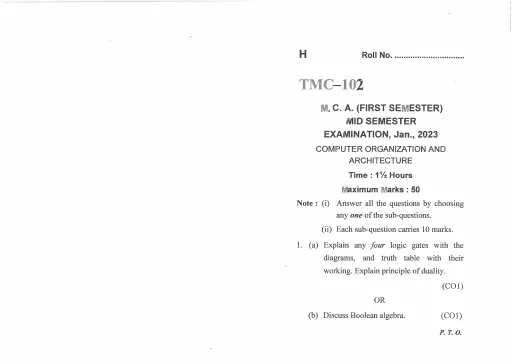 H Roll No. ..............................
TMC–102
M. C. A. (FIRST SEMESTER)
MID SEMESTER
EXAMINATION, Jan., 2023
COMPUTER ORGANIZATION AND
ARCHITECTURE
Time : 1½ Hours
Maximum Marks : 50
Note : (i) Answer all the questions by choosing
any one of the sub-questions.
(ii) Each sub-question carries 10 marks.
1. (a) Explain any four logic gates with the
diagrams, and truth table with their
working. Explain principle of duality.
(CO1)
OR
(b) Discuss Boolean algebra. (CO1)
P. T. O.